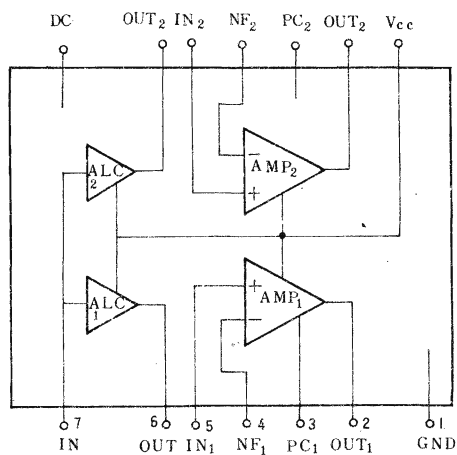 DC OUT2 IN2 NF2 PC2 OUT2 Vcc
ALC
2
− AMP2
+
ALC
1
+ AMP1
−
7 6 5 4 3 2 1
IN OUT IN1 NF1 PC1 OUT1 GND